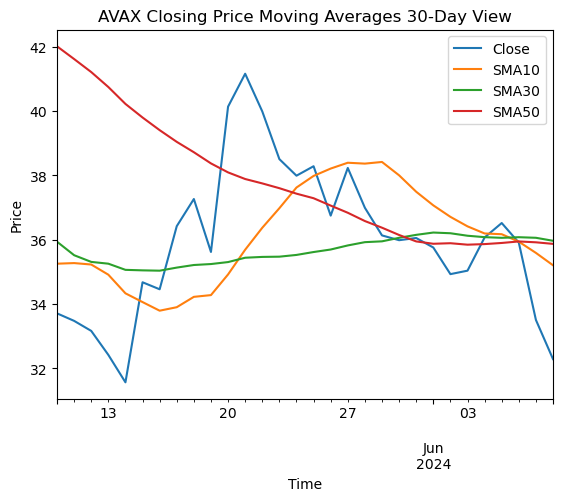 AVAX Closing Price Moving Averages 30-Day View
Close
SMA10
SMA30
SMA50
Price
42
40
38
36
34
32
13
20
27
03
Jun
2024
Time